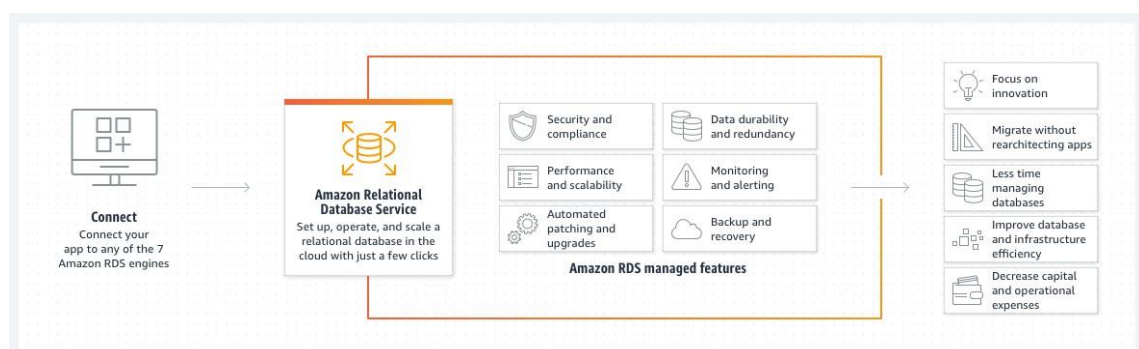 Connect
Connect your
app to any of the 7
Amazon RDS engines
Amazon Relational
Database Service
Set up, operate, and scale a
relational database in the
cloud with just a few clicks
Security and
compliance
Data durability
and redundancy
Performance
and scalability
Monitoring
and alerting
Automated
patching and
upgrades
Backup and
recovery
Amazon RDS managed features
Focus on
innovation
Migrate without
rearchitecting apps
Less time
managing
databases
Improve database
and infrastructure
efficiency
Decrease capital
and operational
expenses